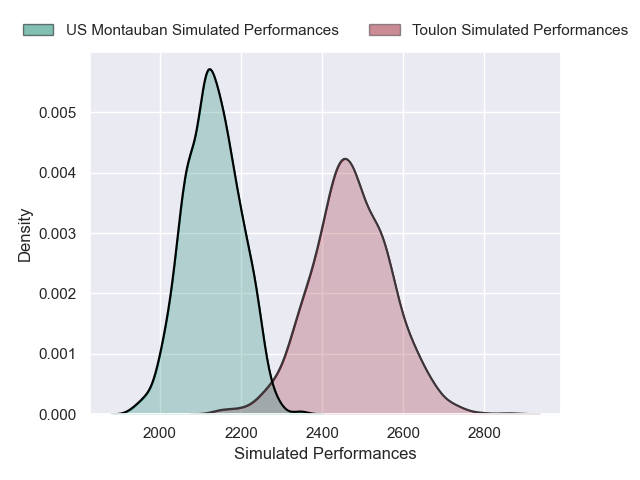 US Montauban Simulated Performances Toulon Simulated Performances
0.005
0.004
0.003
0.002
0.001
0.000
Density
2000 2200 2400 2600 2800
Simulated Performances